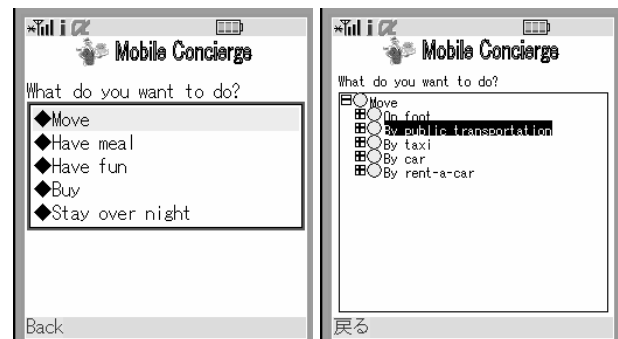 Mobile Concierge
What do you want to do?
◆Move
◆Have meal
◆Have fun
◆Buy
◆Stay over night
Back
Mobile Concierge
What do you want to do?
Move
On foot
By public transportation
By taxi
By car
By rent-a-car
戻る